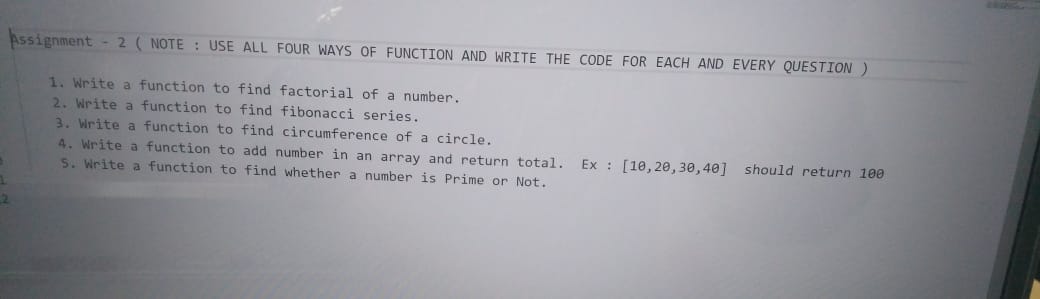 Assignment - 2 ( NOTE : USE ALL FOUR WAYS OF FUNCTION AND WRITE THE CODE FOR EACH AND EVERY QUESTION )
1. Write a function to find factorial of a number.
2. Write a function to find fibonacci series.
3. Write a function to find circumference of a circle.
4. Write a function to add number in an array and return total. Ex : [10,20,30,40] should return 100
5. Write a function to find whether a number is Prime or Not.